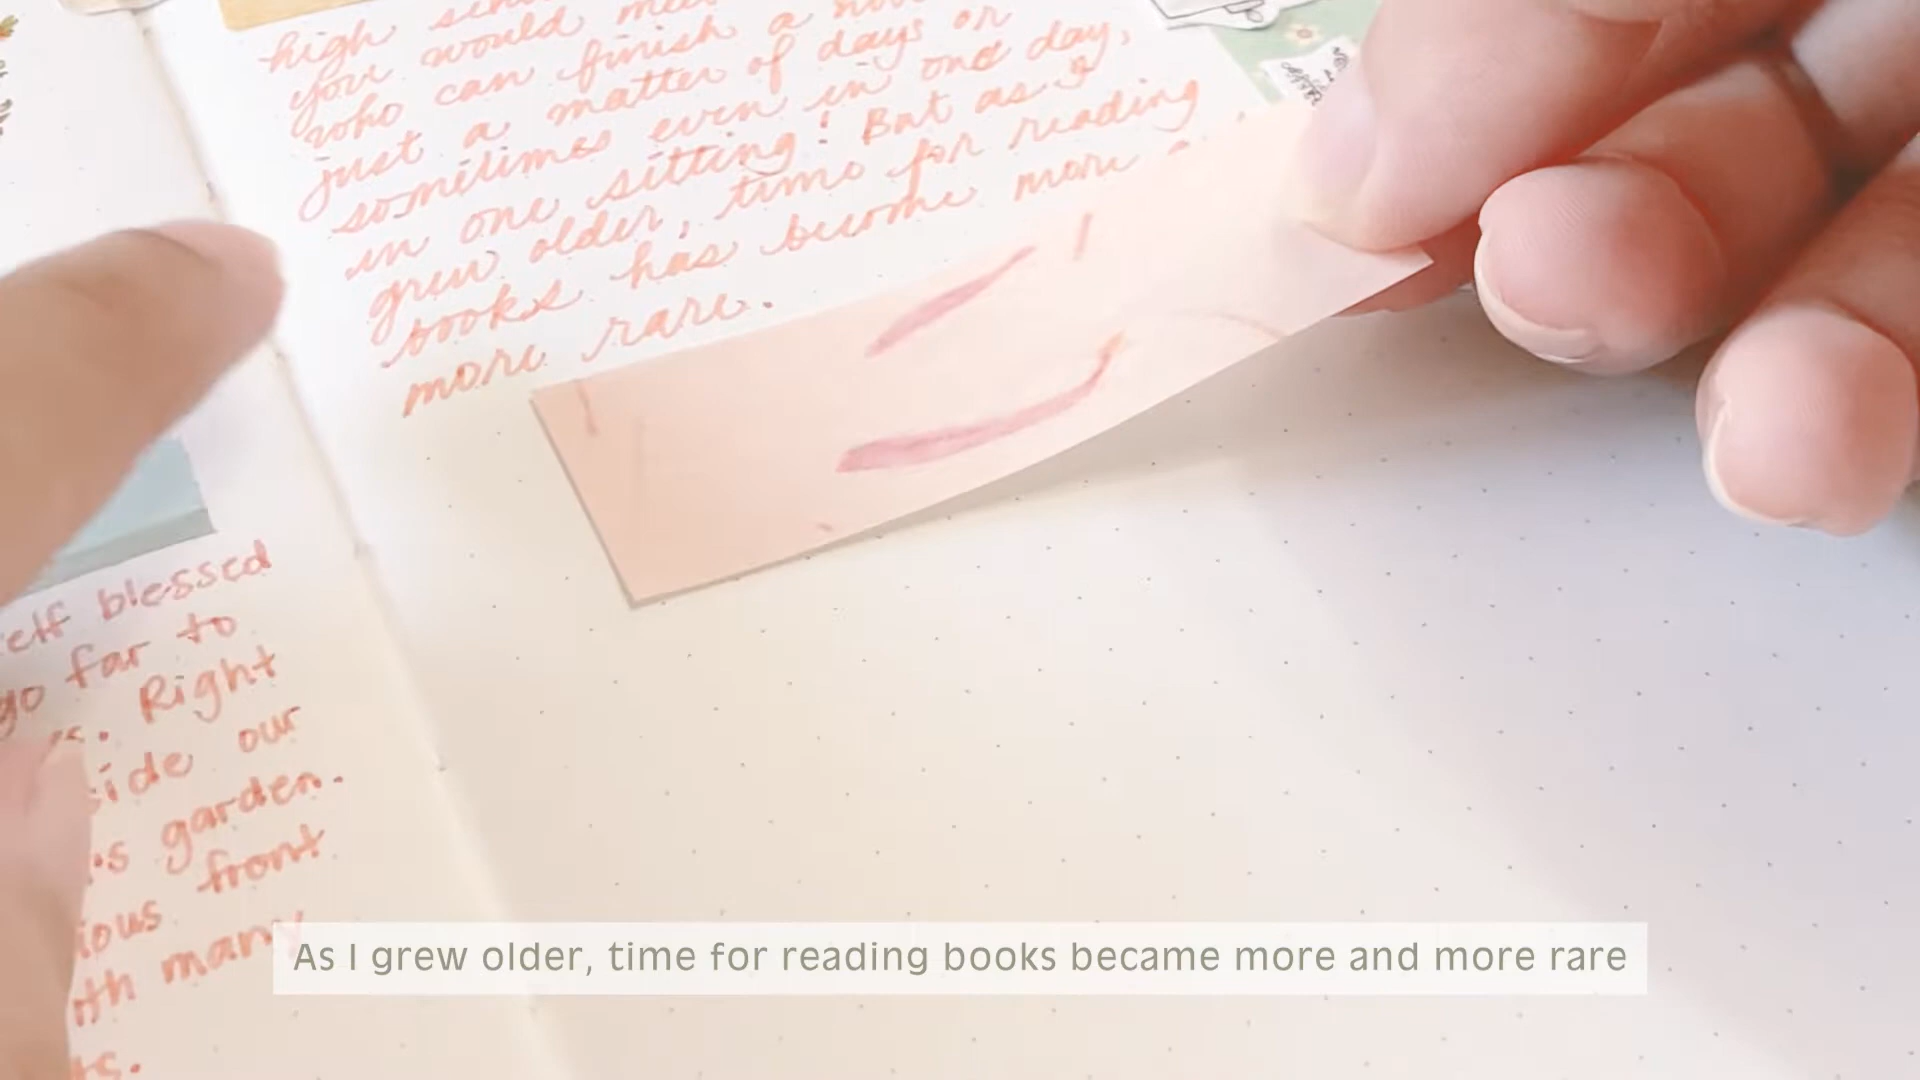 high
you would
who can finish a
just a matter of days or
sometimes even in one day,
in one sitting! But as I
grew older, time for reading
books has become more
more rare.
blessed
go far to
Right
our
garden.
front
many
As I grew older, time for reading books became more and more rare